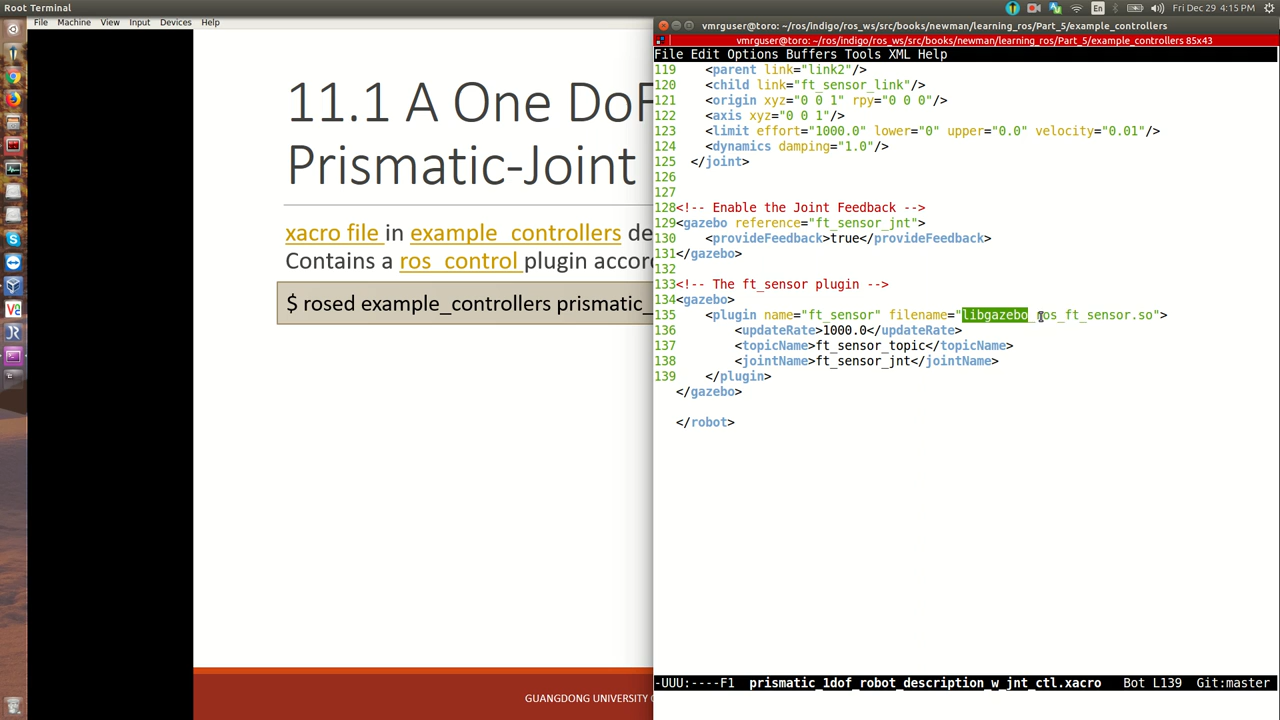 Root Terminal
Fri Dec 29 4:15 PM
File Machine View Input Devices Help
11.1 A One DoF
Prismatic-Joint
xacro file in example_controllers de
Contains a ros_control plugin accor
$ rosed example_controllers prismatic_
GUANGDONG UNIVERSITY
vmrguser@toro: ~/ros/indigo/ros_ws/src/books/newman/learning_ros/Part_5/example_controllers
vmrguser@toro: ~/ros/indigo/ros_ws/src/books/newman/learning_ros/Part_5/example_controllers 85x43
File Edit Options Buffers Tools XML Help
119 <parent link="link2"/>
120 <child link="ft_sensor_link"/>
121 <origin xyz="0 0 1" rpy="0 0 0"/>
122 <axis xyz="0 0 1"/>
123 <limit effort="1000.0" lower="0" upper="0.0" velocity="0.01"/>
124 <dynamics damping="1.0"/>
125 </joint>
126
127
128 <!-- Enable the Joint Feedback -->
129 <gazebo reference="ft_sensor_jnt">
130 <provideFeedback>true</provideFeedback>
131 </gazebo>
132
133 <!-- The ft_sensor plugin -->
134 <gazebo>
135 <plugin name="ft_sensor" filename="libgazebo_ros_ft_sensor.so">
136 <updateRate>1000.0</updateRate>
137 <topicName>ft_sensor_topic</topicName>
138 <jointName>ft_sensor_jnt</jointName>
139 </plugin>
</gazebo>
</robot>
-UUU:----F1 prismatic_1dof_robot_description_w_jnt_ctl.xacro Bot L139 Git:master